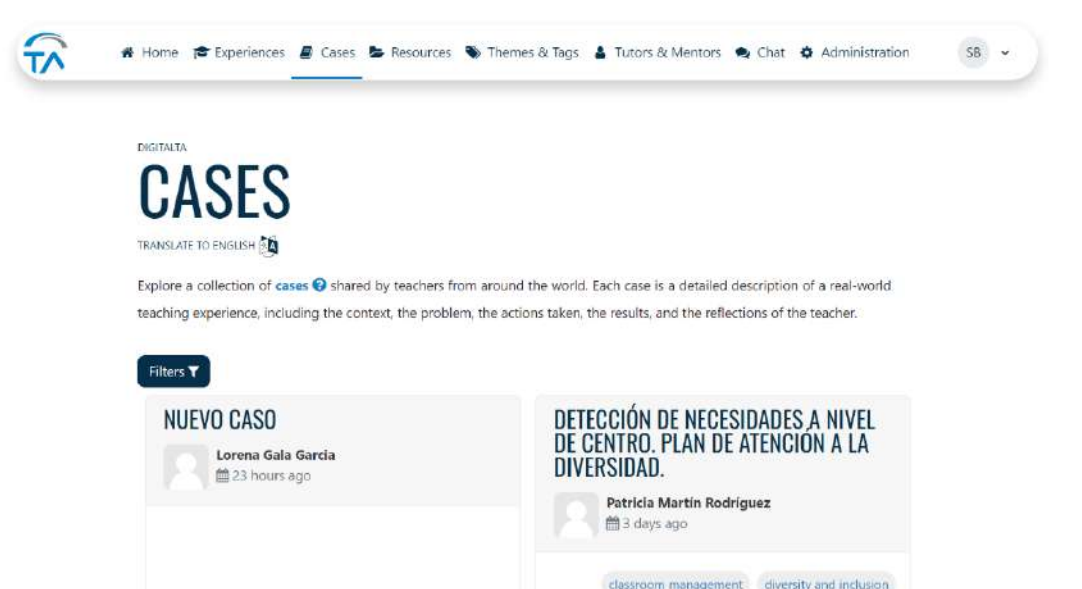 TA
Home Experiences Cases Resources Themes & Tags Tutors & Mentors Chat Administration SB
DIGITALTA
CASES
TRANSLATE TO ENGLISH
Explore a collection of cases shared by teachers from around the world. Each case is a detailed description of a real-world
teaching experience, including the context, the problem, the actions taken, the results, and the reflections of the teacher.
Filters
NUEVO CASO
Lorena Gala Garcia
23 hours ago
DETECCIÓN DE NECESIDADES A NIVEL
DE CENTRO. PLAN DE ATENCIÓN A LA
DIVERSIDAD.
Patricia Martín Rodríguez
3 days ago
classroom management diversity and inclusion